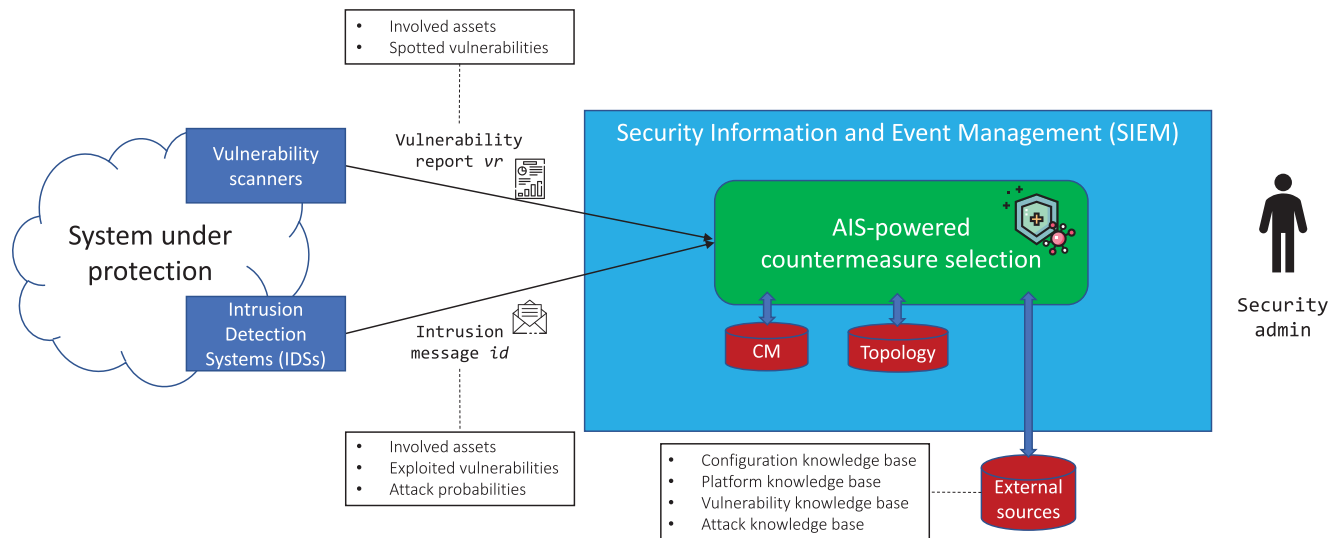 • Involved assets
• Spotted vulnerabilities
Vulnerability
report vr
Security Information and Event Management (SIEM)
Vulnerability
scanners
System under
protection
AIS-powered
countermeasure selection
Intrusion
Detection
Systems (IDSs)
Intrusion
message id
CM
Topology
Security
admin
• Involved assets
• Exploited vulnerabilities
• Attack probabilities
• Configuration knowledge base
• Platform knowledge base
• Vulnerability knowledge base
• Attack knowledge base
External
sources